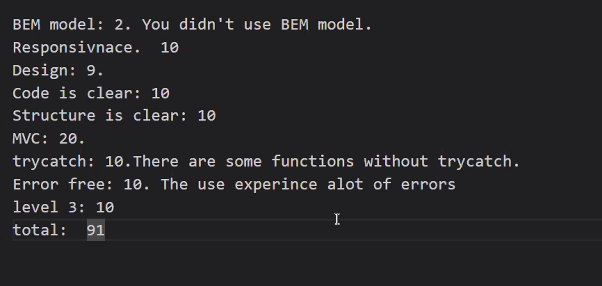 BEM model: 2. You didn't use BEM model.
Responsivnace.  10
Design: 9.
Code is clear: 10
Structure is clear: 10
MVC: 20.
trycatch: 10.There are some functions without trycatch.
Error free: 10. The use experince alot of errors
level 3: 10
total:  91